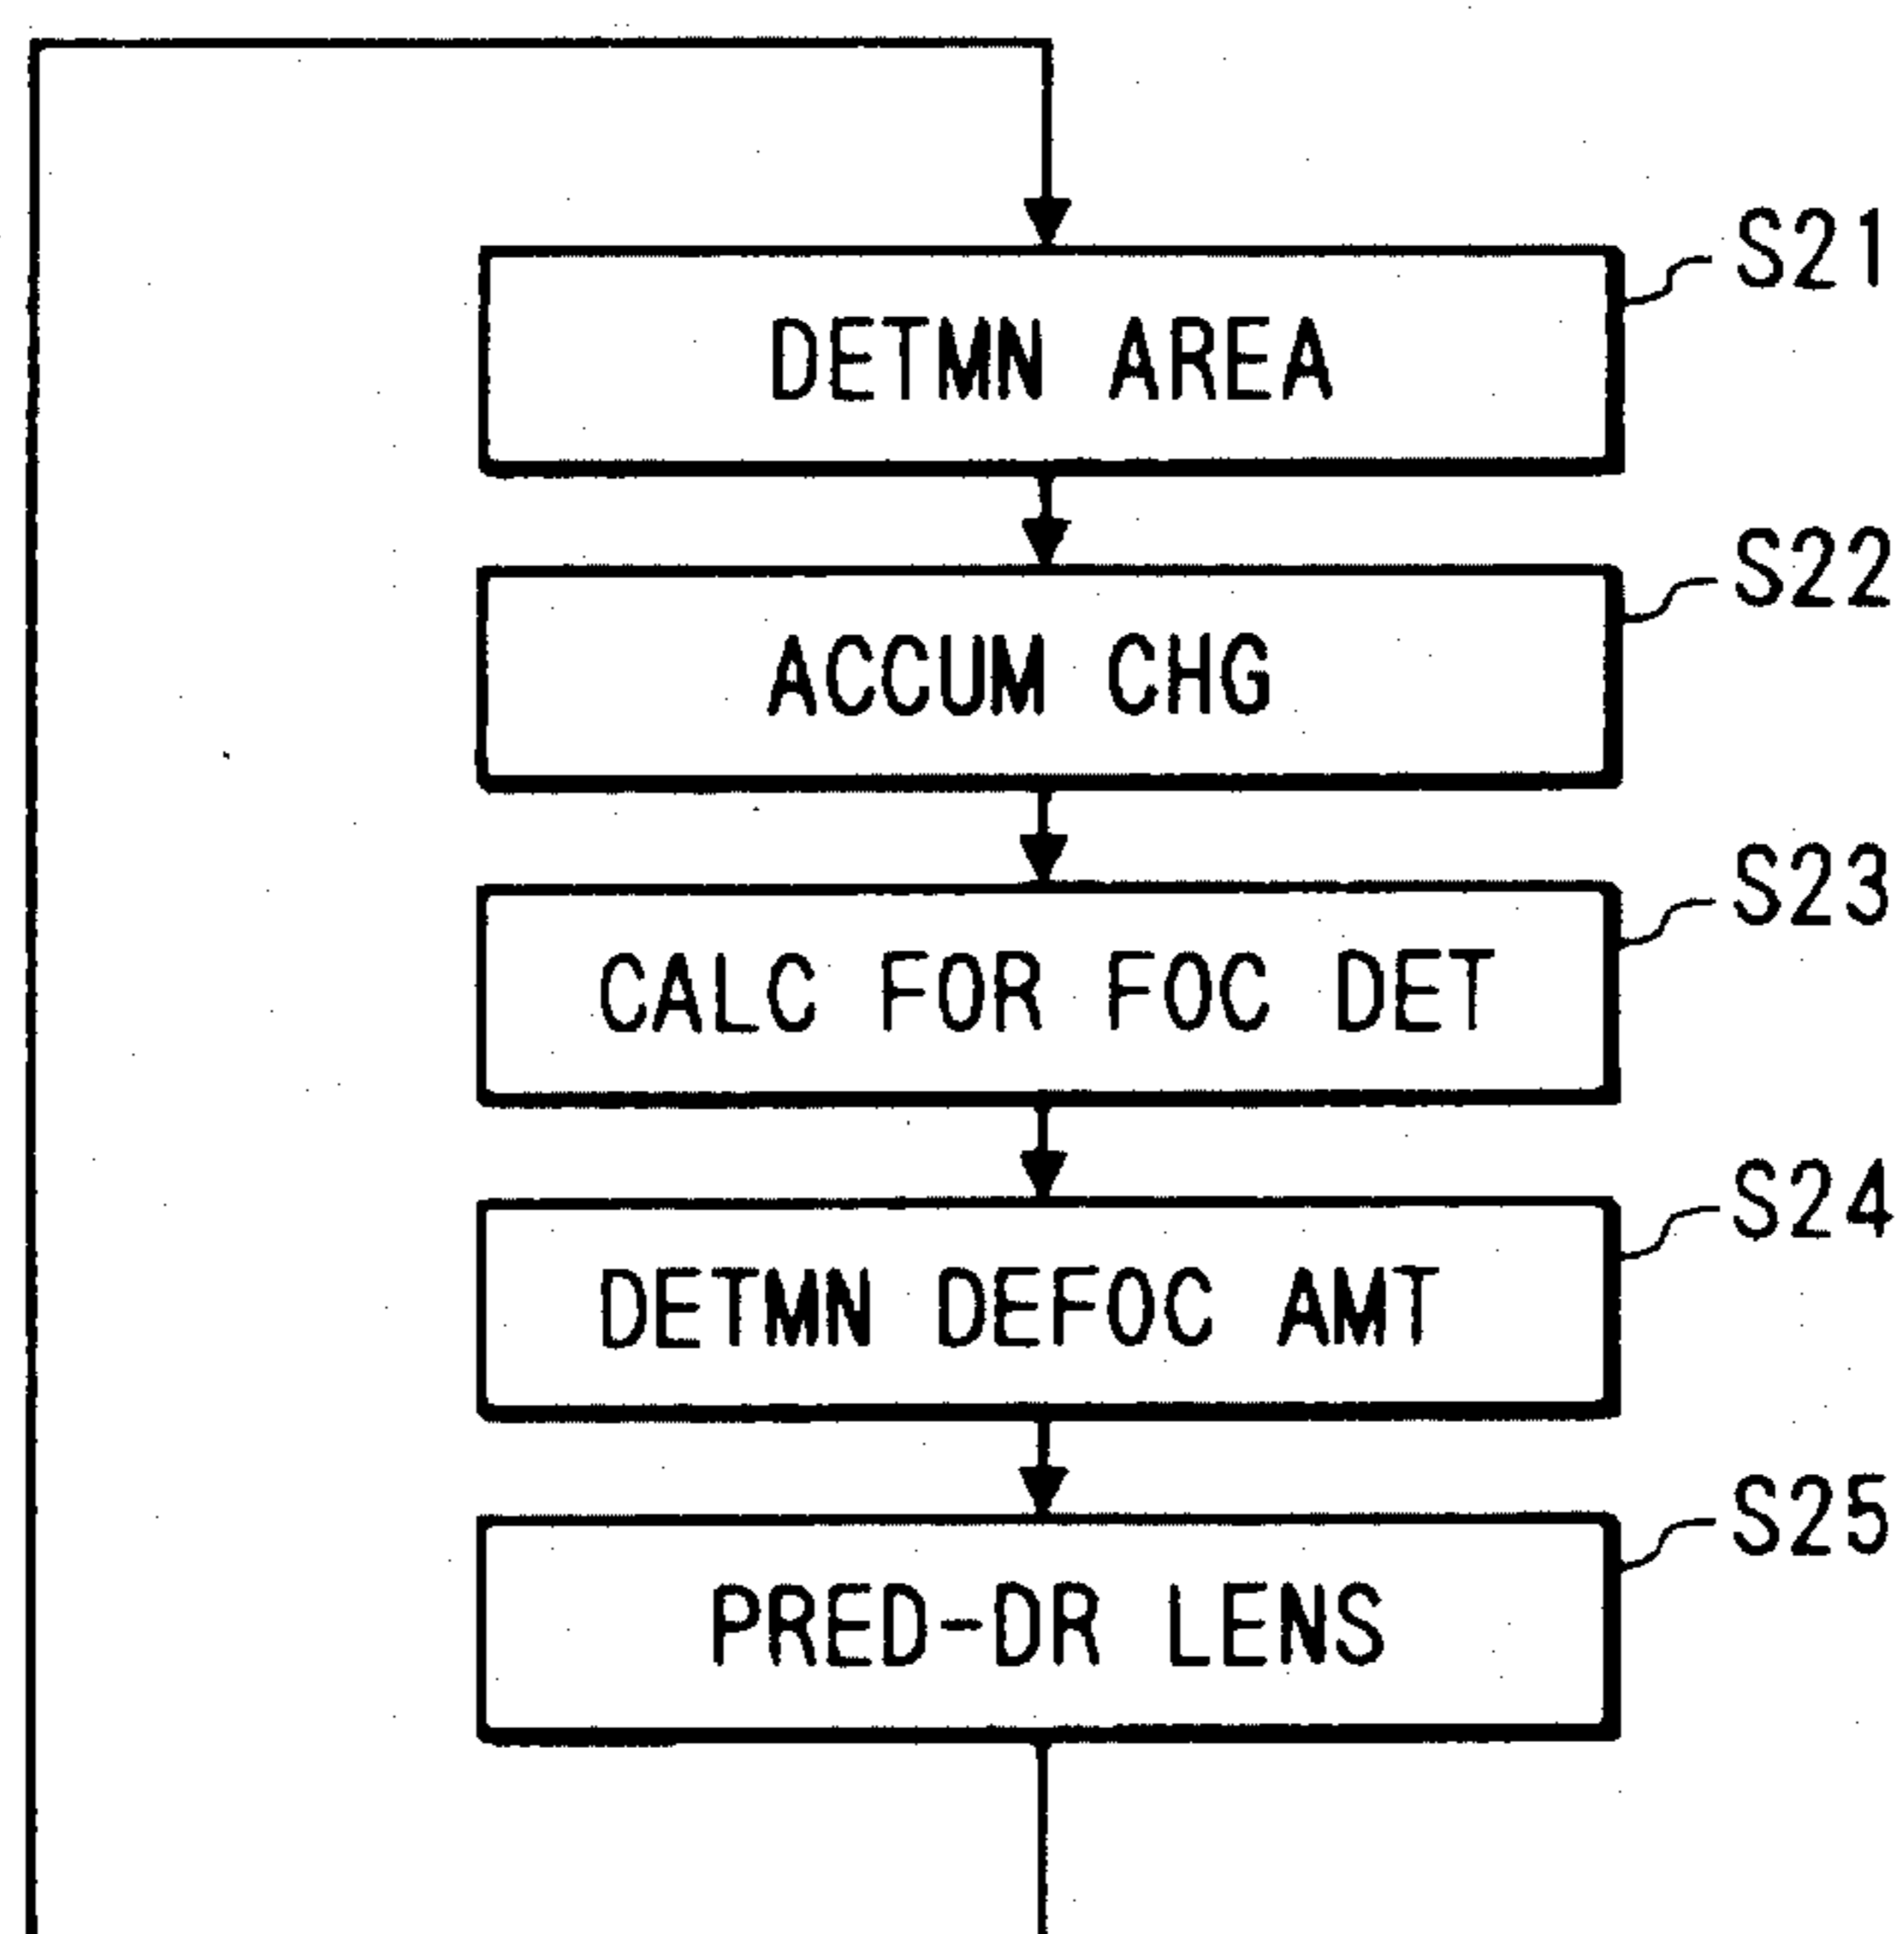 S21
DETMN AREA
S22
ACCUM CHG
S23
CALC FOR FOC DET
S24
DETMN DEFOC AMT
S25
PRED-DR LENS